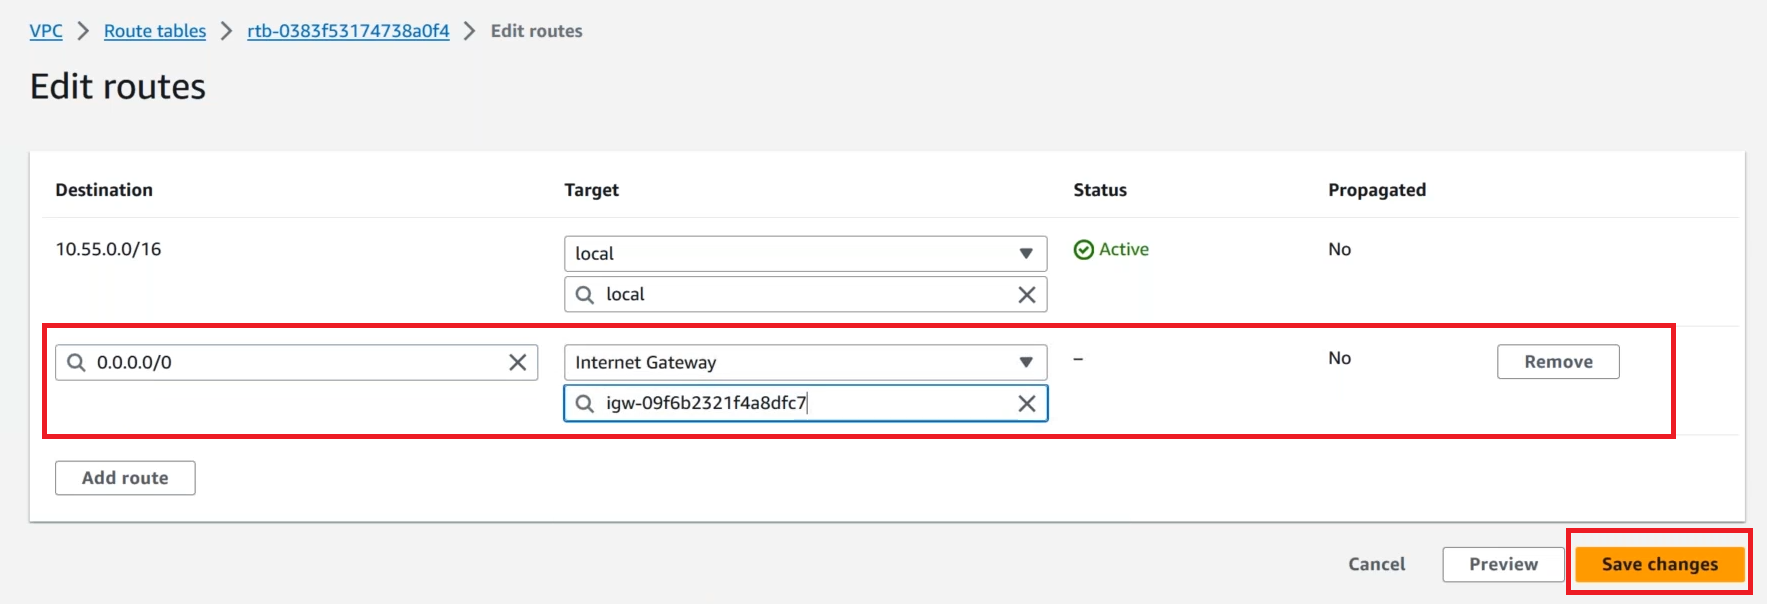 VPC > Route tables > rtb-0383f53174738a0f4 > Edit routes
Edit routes
Destination Target Status Propagated
10.55.0.0/16 local Active No
local
0.0.0.0/0 Internet Gateway – No Remove
igw-09f6b2321f4a8dfc7
Add route
Cancel Preview Save changes